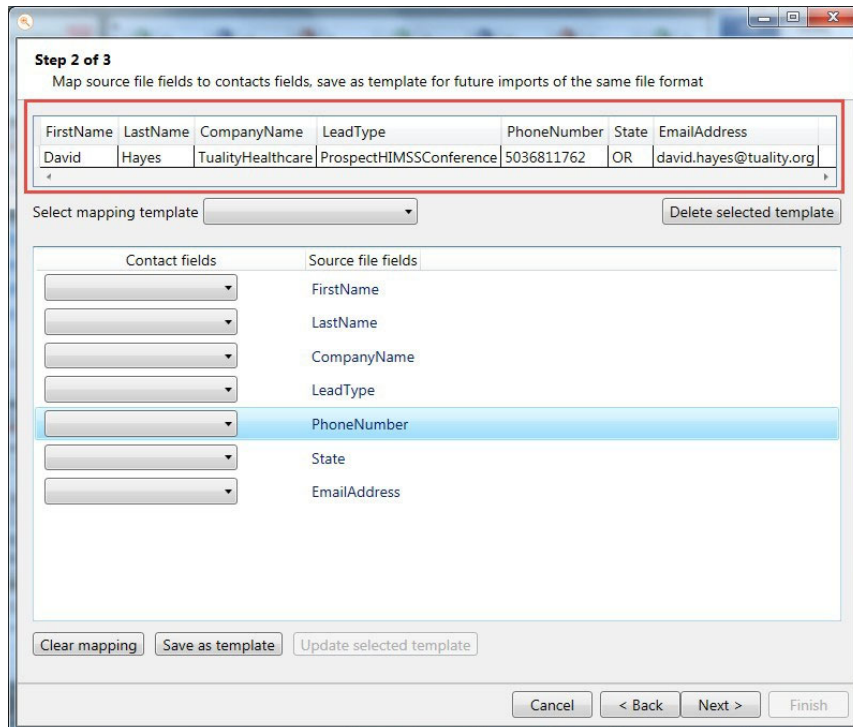 Step 2 of 3
Map source file fields to contacts fields, save as template for future imports of the same file format
FirstName LastName CompanyName LeadType PhoneNumber State EmailAddress
David Hayes TualityHealthcare ProspectHIMSSConference 5036811762 OR david.hayes@tuality.org
Select mapping template Delete selected template
Contact fields Source file fields
FirstName
LastName
CompanyName
LeadType
PhoneNumber
State
EmailAddress
Clear mapping Save as template Update selected template
Cancel < Back Next > Finish